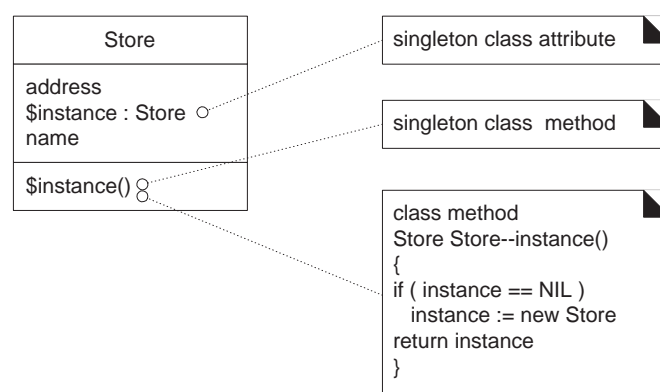 Store
address
$instance : Store
name
$instance()
singleton class attribute
singleton class method
class method
Store Store--instance()
{
if ( instance == NIL )
instance := new Store
return instance
}